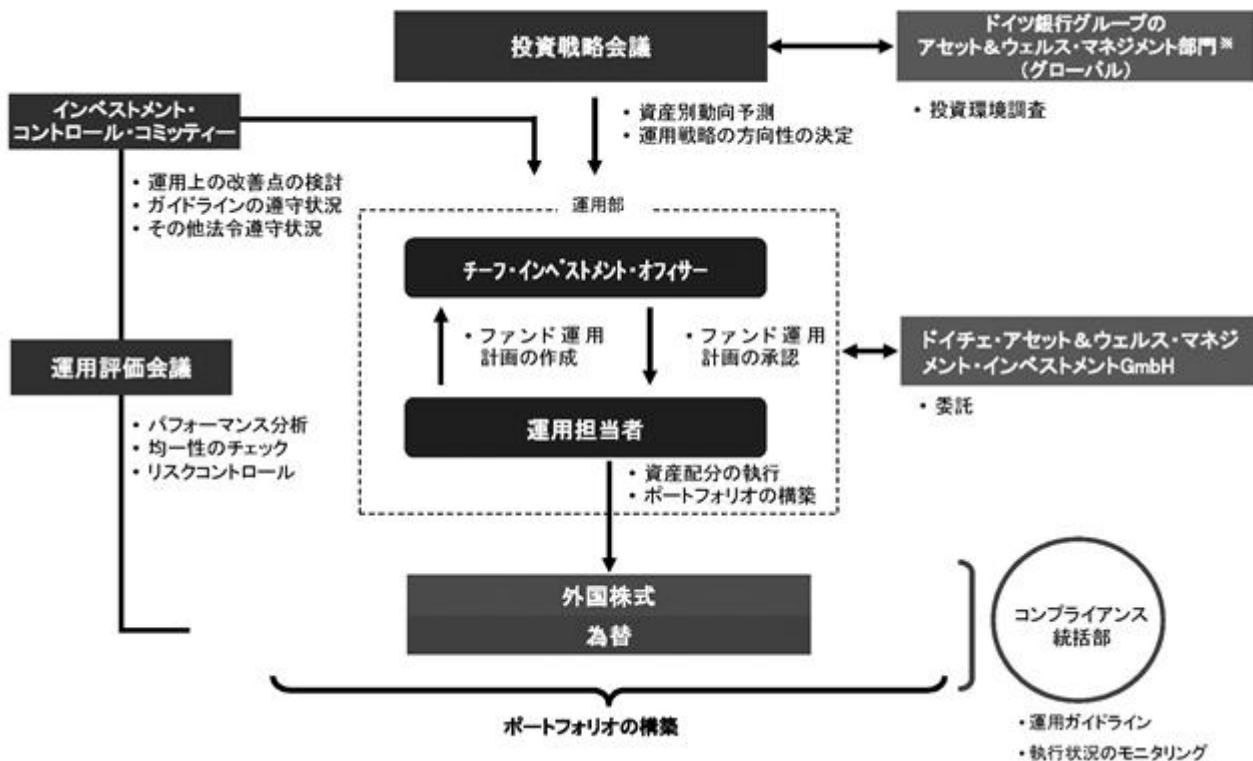 投資戦略会議
ドイツ銀行グループの
アセット&ウェルス・マネジメント部門※
(グローバル)
・投資環境調査
・資産別動向予測
・運用戦略の方向性の決定
インベストメント・
コントロール・コミッティー
・運用上の改善点の検討
・ガイドラインの遵守状況
・その他法令遵守状況
運用部
チーフ・インベストメント・オフィサー
・ファンド運用
計画の作成
・ファンド運用
計画の承認
ドイチェ・アセット&ウェルス・マネジ
メント・インベストメントGmbH
・委託
運用評価会議
・パフォーマンス分析
・均一性のチェック
・リスクコントロール
運用担当者
・資産配分の執行
・ポートフォリオの構築
外国株式
為替
コンプライアンス
統括部
ポートフォリオの構築
・運用ガイドライン
・執行状況のモニタリング